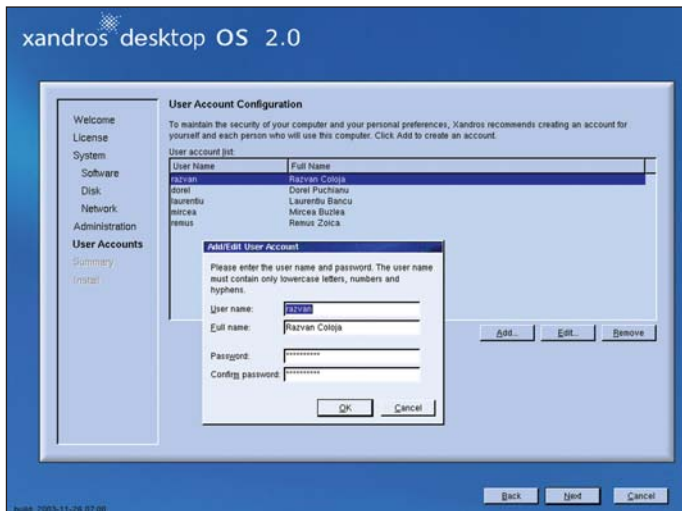 xandros desktop OS 2.0
Welcome
License
System
Software
Disk
Network
Administration
User Accounts
Summary
Install
User Account Configuration
To maintain the security of your computer and your personal preferences, Xandros recommends creating an account for
yourself and each person who will use this computer. Click Add to create an account.
User account list:
User Name Full Name
razvan Razvan Coloja
dorel Dorel Puchianu
laurentiu Laurentiu Bancu
mircea Mircea Buzlea
remus Remus Zoica
Add/Edit User Account
Please enter the user name and password. The user name
must contain only lowercase letters, numbers and
hyphens.
User name: razvan
Full name: Razvan Coloja
Password: **********
Confirm password: **********
OK Cancel
Add... Edit... Remove
Back Next Cancel
build: 2003-11-26